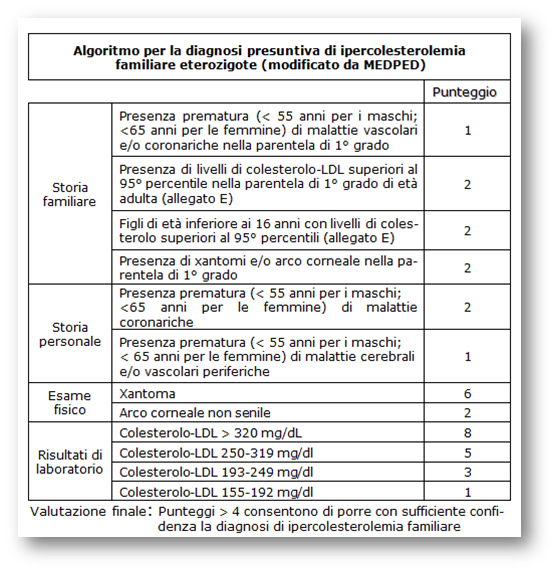 Algoritmo per la diagnosi presuntiva di ipercolesterolemia
familiare eterozigote (modificato da MEDPED)
Punteggio
Storia
familiare
Presenza prematura (< 55 anni per i maschi;
<65 anni per le femmine) di malattie vascolari
e/o coronariche nella parentela di 1° grado
1
Presenza di livelli di colesterolo-LDL superiori al
95° percentile nella parentela di 1° grado di età
adulta (allegato E)
2
Figli di età inferiore ai 16 anni con livelli di coles-
terolo superiori al 95° percentili (allegato E)
2
Presenza di xantomi e/o arco corneale nella pa-
rentela di 1° grado
2
Storia
personale
Presenza prematura (< 55 anni per i maschi;
<65 anni per le femmine) di malattie
coronariche
2
Presenza prematura (< 55 anni per i maschi;
< 65 anni per le femmine) di malattie cerebrali
e/o vascolari periferiche
1
Esame
fisico
Xantoma
6
Arco corneale non senile
2
Risultati di
laboratorio
Colesterolo-LDL > 320 mg/dL
8
Colesterolo-LDL 250-319 mg/dl
5
Colesterolo-LDL 193-249 mg/dl
3
Colesterolo-LDL 155-192 mg/dl
1
Valutazione finale: Punteggi > 4 consentono di porre con sufficiente confi-
denza la diagnosi di ipercolesterolemia familiare